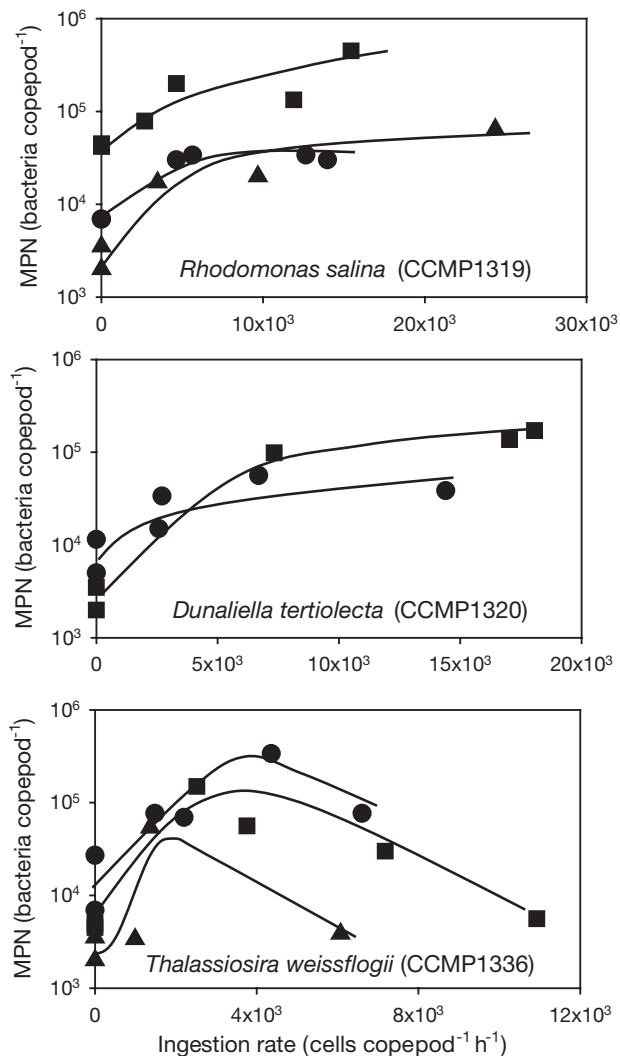 10⁶
10⁵
10⁴
10³
MPN (bacteria copepod⁻¹)
Rhodomonas salina (CCMP1319)
0 10x10³ 20x10³ 30x10³
10⁶
10⁵
10⁴
10³
MPN (bacteria copepod⁻¹)
Dunaliella tertiolecta (CCMP1320)
0 5x10³ 10x10³ 15x10³ 20x10³
10⁶
10⁵
10⁴
10³
MPN (bacteria copepod⁻¹)
Thalassiosira weissflogii (CCMP1336)
0 4x10³ 8x10³ 12x10³
Ingestion rate (cells copepod⁻¹ h⁻¹)